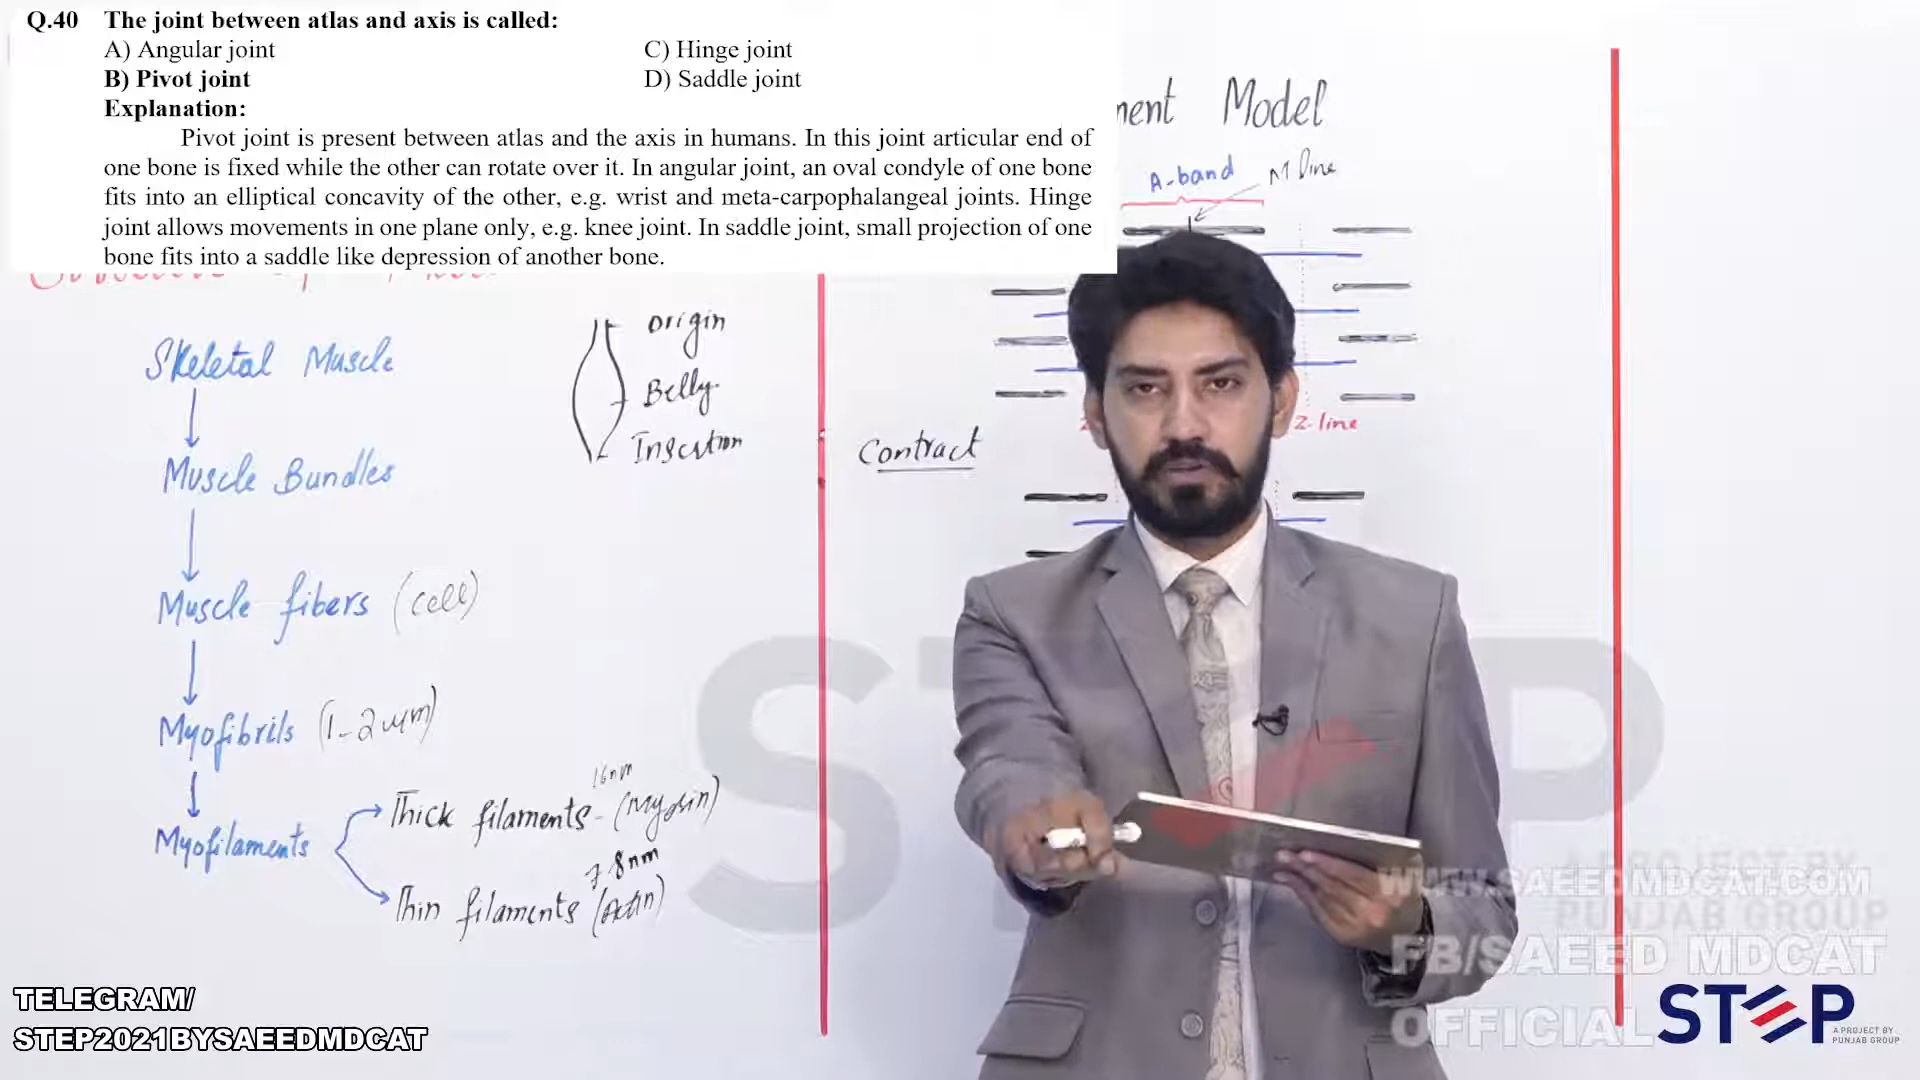 Q.40 The joint between atlas and axis is called:
A) Angular joint
C) Hinge joint
B) Pivot joint
D) Saddle joint
Explanation:
Pivot joint is present between atlas and the axis in humans. In this joint articular end of
one bone is fixed while the other can rotate over it. In angular joint, an oval condyle of one bone
fits into an elliptical concavity of the other, e.g. wrist and meta-carpophalangeal joints. Hinge
joint allows movements in one plane only, e.g. knee joint. In saddle joint, small projection of one
bone fits into a saddle like depression of another bone.
Model
A-band
M line
Skeletal Muscle
Muscle Bundles
Muscle fibers (cell)
Myofibrils (1-2 um)
Myofilaments
Thick filaments - (Myosin)
16nm
Thin filaments (Actin)
7-8nm
origin
Belly
Insertion
Contract
Z-line
STEP
WWW.SAEEDMDCAT.COM
A PROJECT BY
PUNJAB GROUP
FB/SAEED MDCAT
OFFICIAL
TELEGRAM/
STEP2021BYSAEEDMDCAT
STEP
A PROJECT BY
PUNJAB GROUP